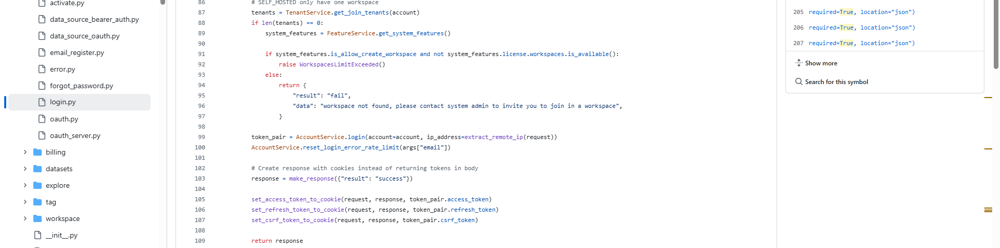 activate.py
data_source_bearer_auth.py
data_source_oauth.py
email_register.py
error.py
forgot_password.py
login.py
oauth.py
oauth_server.py
billing
datasets
explore
tag
workspace
__init__.py
86 # SELF_HOSTED only have one workspace
87 tenants = TenantService.get_join_tenants(account)
88 if len(tenants) == 0:
89 system_features = FeatureService.get_system_features()
90
91 if system_features.is_allow_create_workspace and not system_features.license.workspaces.is_available():
92 raise WorkspacesLimitExceeded()
93 else:
94 return {
95 "result": "fail",
96 "data": "workspace not found, please contact system admin to invite you to join in a workspace",
97 }
98
99 token_pair = AccountService.login(account=account, ip_address=extract_remote_ip(request))
100 AccountService.reset_login_error_rate_limit(args["email"])
101
102 # Create response with cookies instead of returning tokens in body
103 response = make_response({"result": "success"})
104
105 set_access_token_to_cookie(request, response, token_pair.access_token)
106 set_refresh_token_to_cookie(request, response, token_pair.refresh_token)
107 set_csrf_token_to_cookie(request, response, token_pair.csrf_token)
108
109 return response
205 required=True, location="json")
206 required=True, location="json")
207 required=True, location="json")
Show more
Search for this symbol